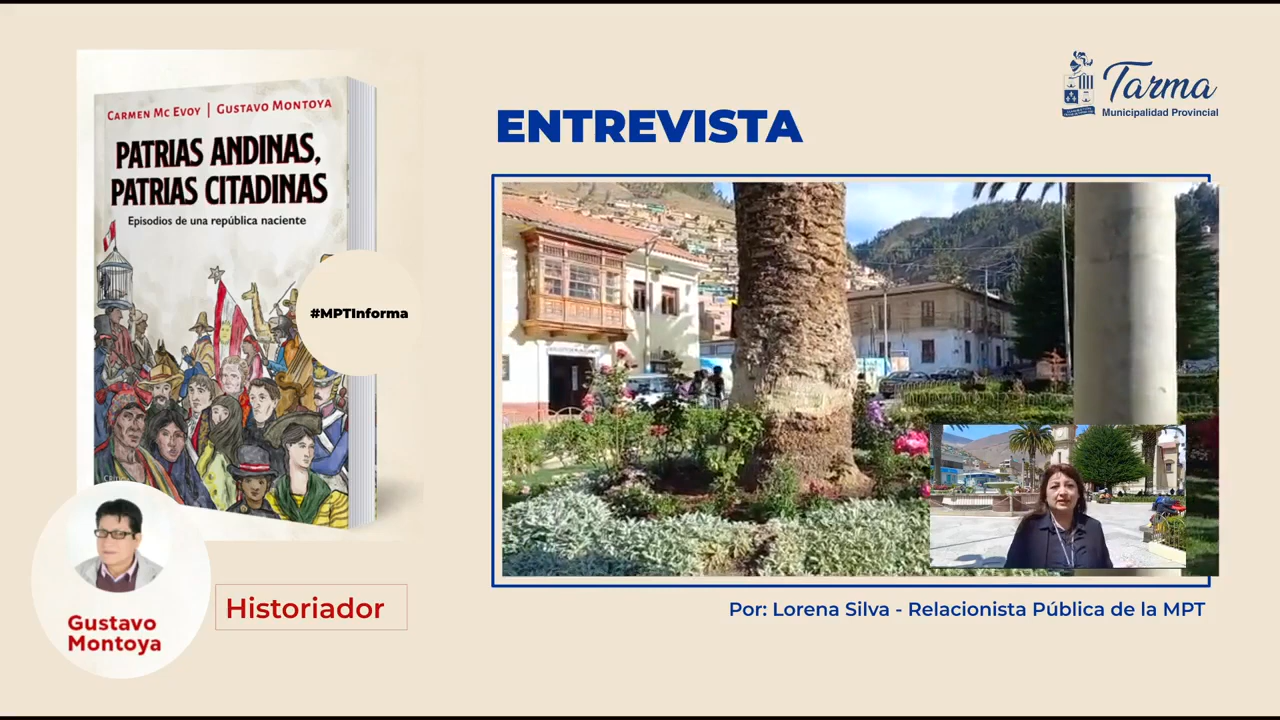 CARMEN MC EVOY | GUSTAVO MONTOYA
PATRIAS ANDINAS,
PATRIAS CITADINAS
Episodios de una república naciente
#MPTInforma
Gustavo
Montoya
Historiador
ENTREVISTA
Tarma
Municipalidad Provincial
Por: Lorena Silva - Relacionista Pública de la MPT